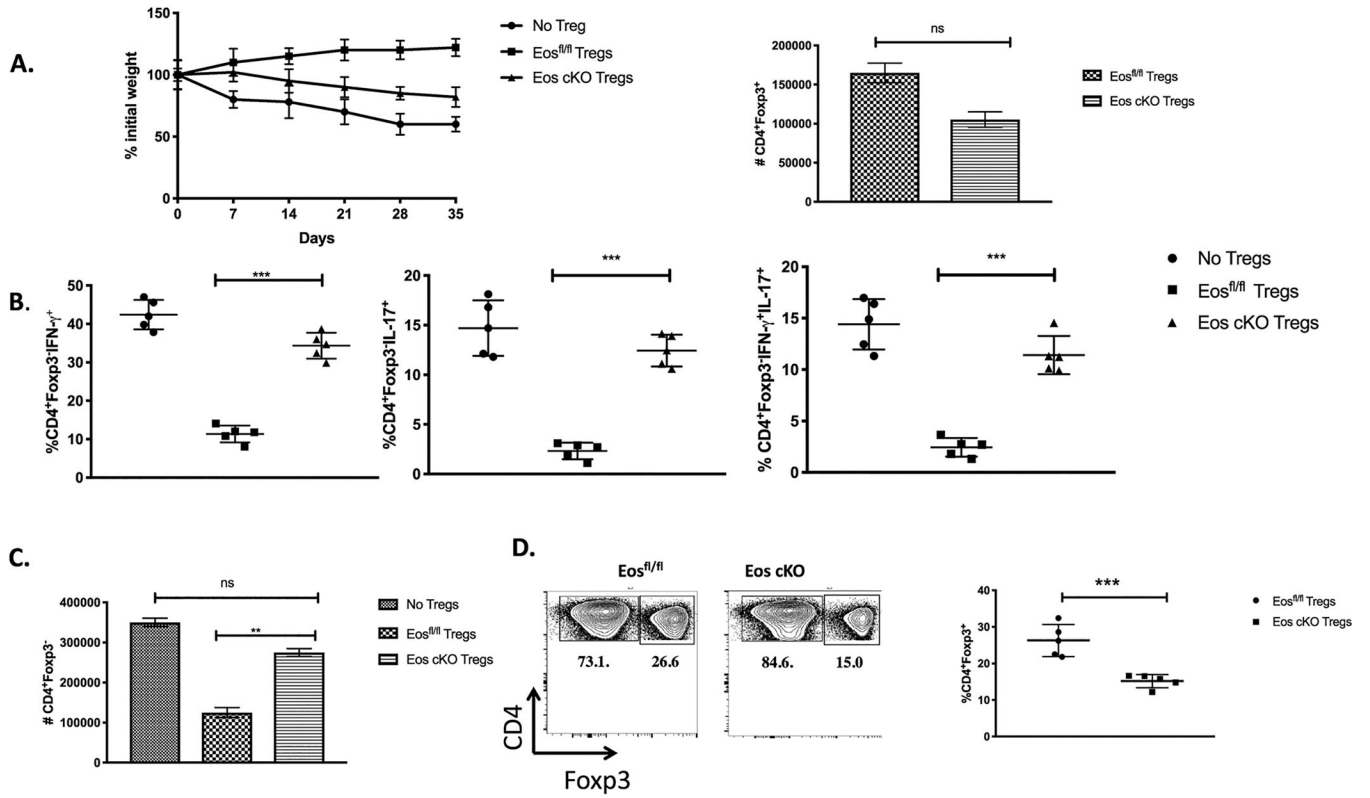 A.
% initial weight
150
100
50
0
0 7 14 21 28 35
Days
No Treg
Eosfl/fl Tregs
Eos cKO Tregs
# CD4+Foxp3+
200000
150000
100000
50000
0
ns
Eosfl/fl Tregs
Eos cKO Tregs
B.
%CD4+Foxp3-IFN-γ+
50
40
30
20
10
0
***
%CD4+Foxp3-IL-17+
20
15
10
5
0
***
% CD4+Foxp3-IFN-γ+IL-17+
20
15
10
5
0
***
No Tregs
Eosfl/fl Tregs
Eos cKO Tregs
C.
# CD4+Foxp3-
400000
300000
200000
100000
0
ns
**
No Tregs
Eosfl/fl Tregs
Eos cKO Tregs
D.
Eosfl/fl Eos cKO
73.1. 26.6 84.6. 15.0
CD4
Foxp3
%CD4+Foxp3+
40
30
20
10
0
***
Eosfl/fl Tregs
Eos cKO Tregs